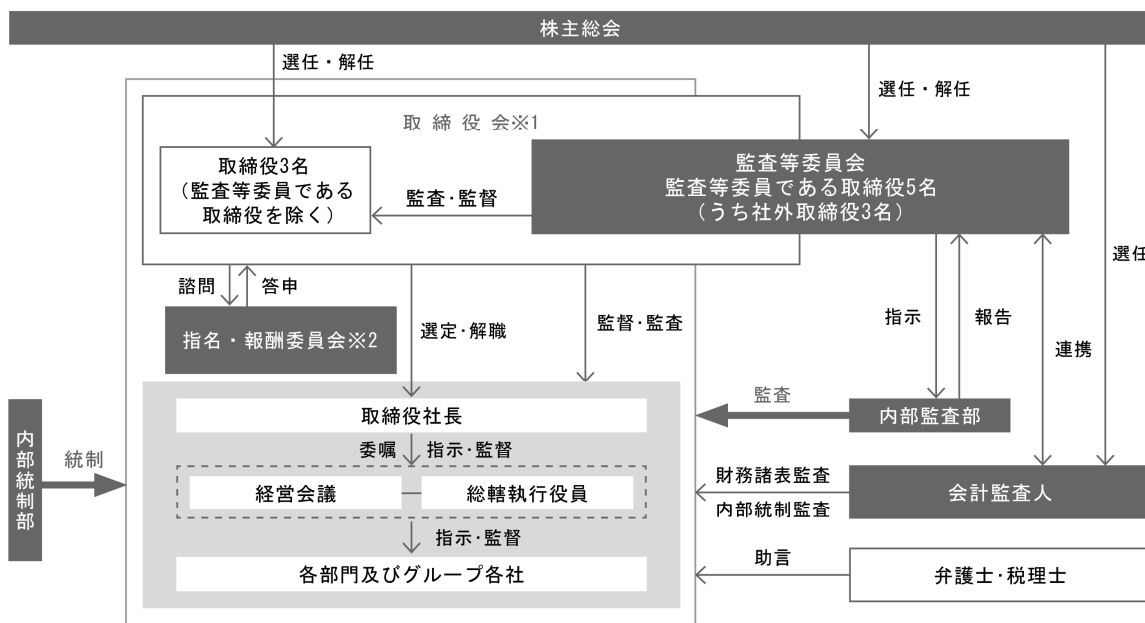 株主総会
選任・解任
選任・解任
選任
取締役会※1
取締役3名
(監査等委員である
取締役を除く)
監査・監督
監査等委員会
監査等委員である取締役5名
(うち社外取締役3名)
諮問
答申
指名・報酬委員会※2
選定・解職
監督・監査
指示
報告
連携
取締役社長
委嘱
指示・監督
経営会議
総轄執行役員
指示・監督
各部門及びグループ各社
内部統制部
統制
監査
内部監査部
財務諸表監査
内部統制監査
会計監査人
助言
弁護士・税理士